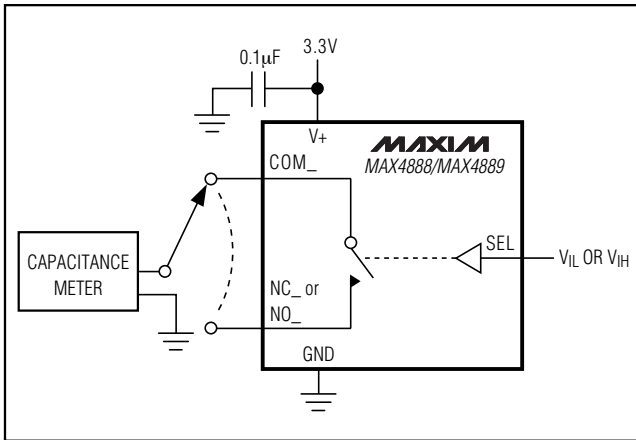 3.3V
0.1μF
V+
MAXIM
MAX4888/MAX4889
COM_
SEL
VIL OR VIH
CAPACITANCE
METER
NC_ or
NO_
GND